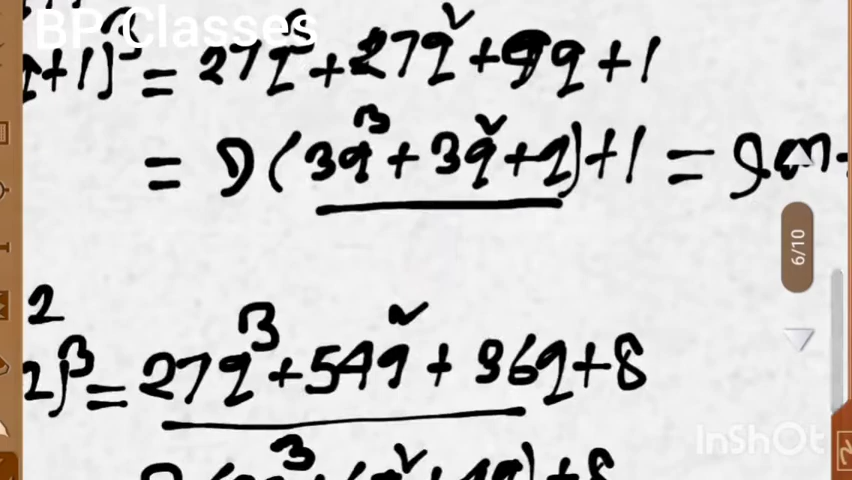 BP Classes
q+1)³ = 27q³ + 27q² + 9q + 1
= 9(3q³ + 3q² + q) + 1 = 9m
6/10
2
2)³ = 27q³ + 54q² + 36q + 8
InShOt